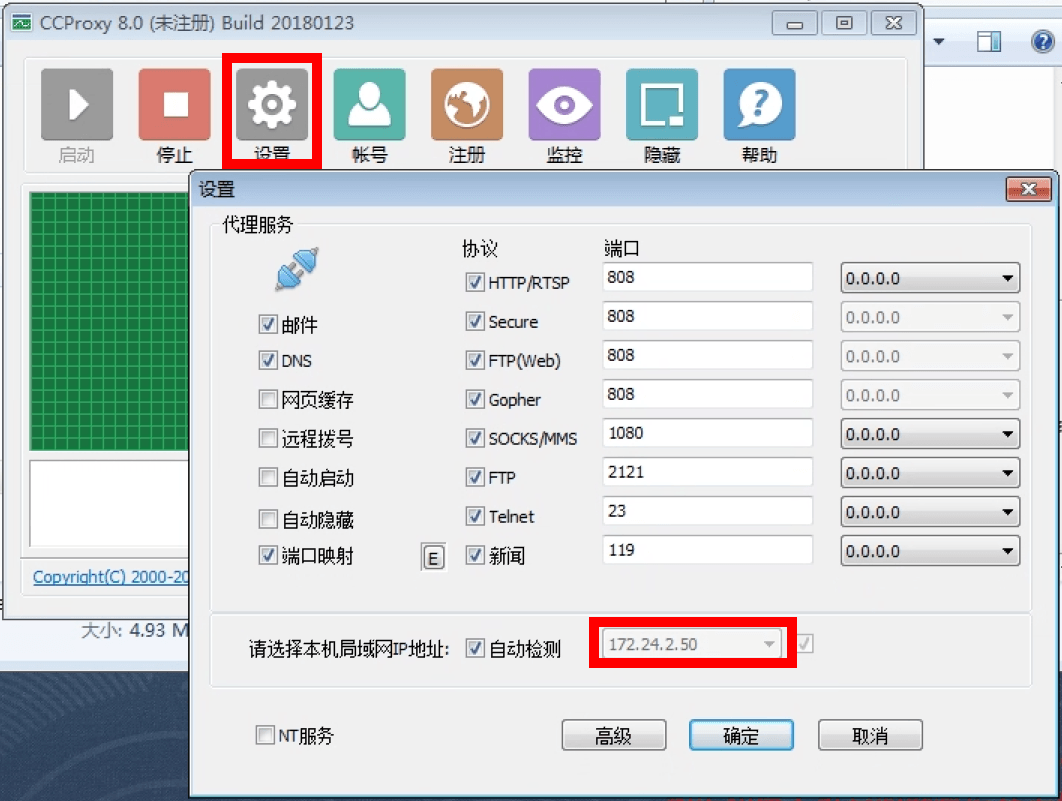 CCProxy 8.0 (未注册) Build 20180123
启动 停止 设置 帐号 注册 监控 隐藏 帮助
设置
代理服务
协议 端口
HTTP/RTSP 808 0.0.0.0
邮件 Secure 808 0.0.0.0
DNS FTP(Web) 808 0.0.0.0
网页缓存 Gopher 808 0.0.0.0
远程拨号 SOCKS/MMS 1080 0.0.0.0
自动启动 FTP 2121 0.0.0.0
自动隐藏 Telnet 23 0.0.0.0
端口映射 E 新闻 119 0.0.0.0
Copyright(C) 2000-20
大小: 4.93 M
请选择本机局域网IP地址: 自动检测 172.24.2.50
NT服务 高级 确定 取消